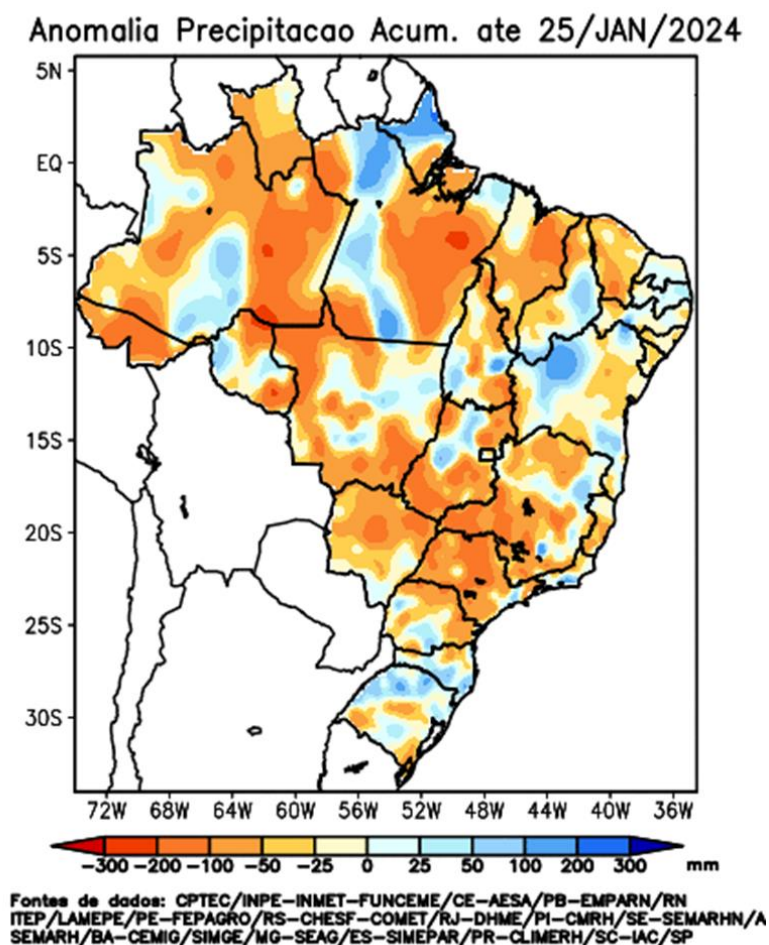 Anomalia Precipitacao Acum. ate 25/JAN/2024
5N
EQ
5S
10S
15S
20S
25S
30S
72W 68W 64W 60W 56W 52W 48W 44W 40W 36W
-300 -200 -100 -50 -25 0 25 50 100 200 300 mm
Fontes de dados: CPTEC/INPE-INMET-FUNCEME/CE-AESA/PB-EMPARN/RN
ITEP/LAMEPE/PE-FEPAGRO/RS-CHESF-COMET/RJ-DHME/PI-CMRH/SE-SEMARHN/A
SEMARH/BA-CEMIG/SIMGE/MG-SEAG/ES-SIMEPAR/PR-CLIMERH/SC-IAC/SP